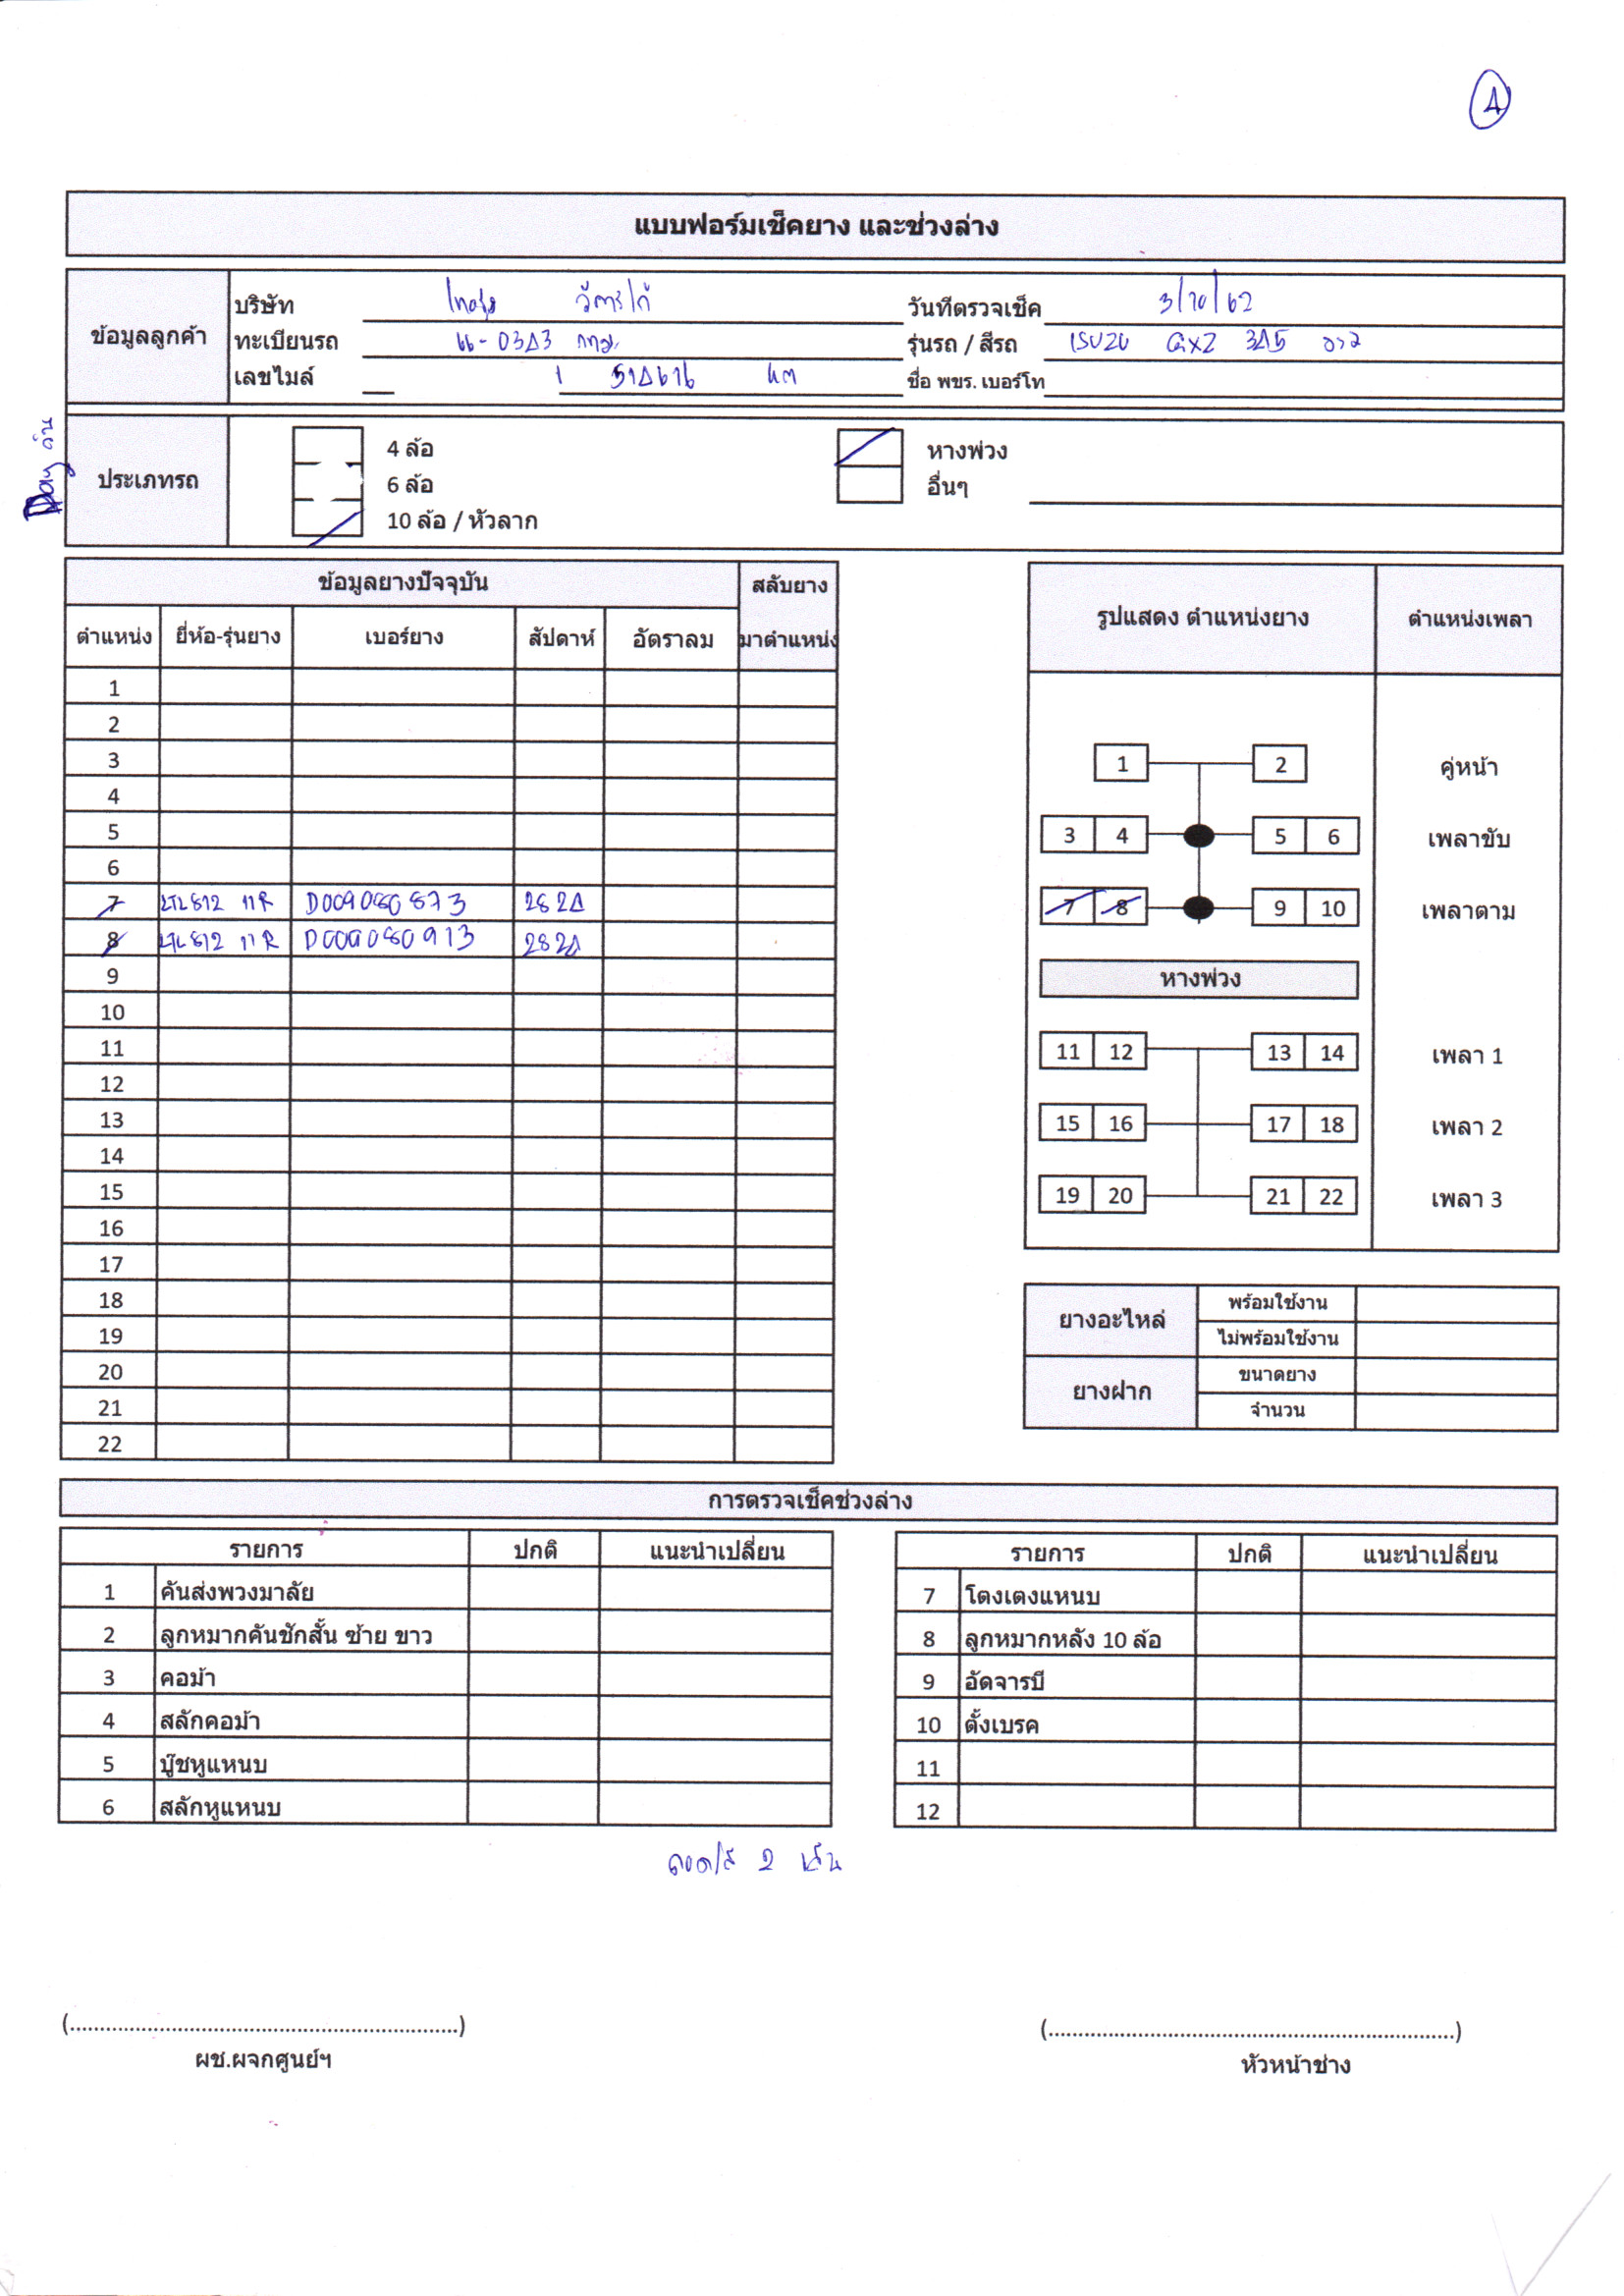 4
แบบฟอร์มเช็คยาง และช่วงล่าง
ข้อมูลลูกค้า
บริษัท วันที่ตรวจเช็ค 3/10/62
ทะเบียนรถ 66-0343 กทม. รุ่นรถ / สีรถ ISUZU GXZ 345 ขาว
เลขไมล์ 1 514616 km ชื่อ พขร. เบอร์โท
ประเภทรถ
4 ล้อ หางพ่วง
6 ล้อ อื่นๆ
10 ล้อ / หัวลาก
ข้อมูลยางปัจจุบัน สลับยาง
ตำแหน่ง ยี่ห้อ-รุ่นยาง เบอร์ยาง สัปดาห์ อัตราลม มาตำแหน่ง
1
2
3
4
5
6
7 LTL812 11R D009080873 2824
8 LTL812 11R D009080913 2824
9
10
11
12
13
14
15
16
17
18
19
20
21
22
รูปแสดง ตำแหน่งยาง ตำแหน่งเพลา
1 2 คู่หน้า
3 4 5 6 เพลาขับ
7 8 9 10 เพลาตาม
หางพ่วง
11 12 13 14 เพลา 1
15 16 17 18 เพลา 2
19 20 21 22 เพลา 3
ยางอะไหล่ พร้อมใช้งาน
ไม่พร้อมใช้งาน
ยางฝาก ขนาดยาง
จำนวน
การตรวจเช็คช่วงล่าง
รายการ ปกติ แนะนำเปลี่ยน
1 คันส่งพวงมาลัย
2 ลูกหมากคันชักสั้น ซ้าย ขาว
3 คอม้า
4 สลักคอม้า
5 บู๊ชหูแหนบ
6 สลักหูแหนบ
รายการ ปกติ แนะนำเปลี่ยน
7 โตงเตงแหนบ
8 ลูกหมากหลัง 10 ล้อ
9 อัดจารบี
10 ตั้งเบรค
11
12
ถอด/ใส่ 2 เส้น
(..................................................................)
ผช.ผจกศูนย์ฯ
(.....................................................................)
หัวหน้าช่าง